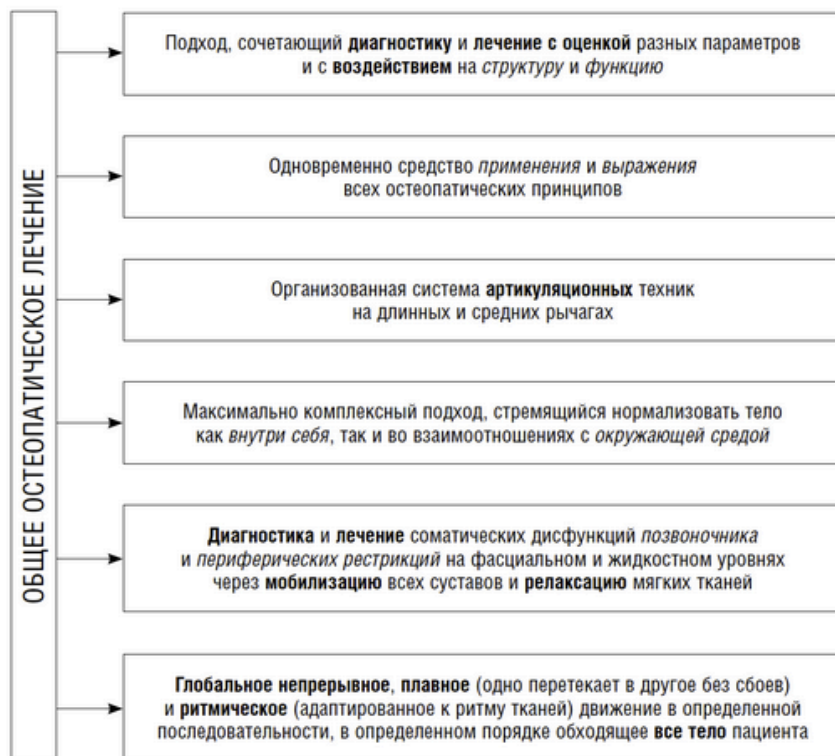 ОБЩЕЕ ОСТЕОПАТИЧЕСКОЕ ЛЕЧЕНИЕ
Подход, сочетающий диагностику и лечение с оценкой разных параметров
и с воздействием на структуру и функцию
Одновременно средство применения и выражения
всех остеопатических принципов
Организованная система артикуляционных техник
на длинных и средних рычагах
Максимально комплексный подход, стремящийся нормализовать тело
как внутри себя, так и во взаимоотношениях с окружающей средой
Диагностика и лечение соматических дисфункций позвоночника
и периферических рестрикций на фасциальном и жидкостном уровнях
через мобилизацию всех суставов и релаксацию мягких тканей
Глобальное непрерывное, плавное (одно перетекает в другое без сбоев)
и ритмическое (адаптированное к ритму тканей) движение в определенной
последовательности, в определенном порядке обходящее все тело пациента